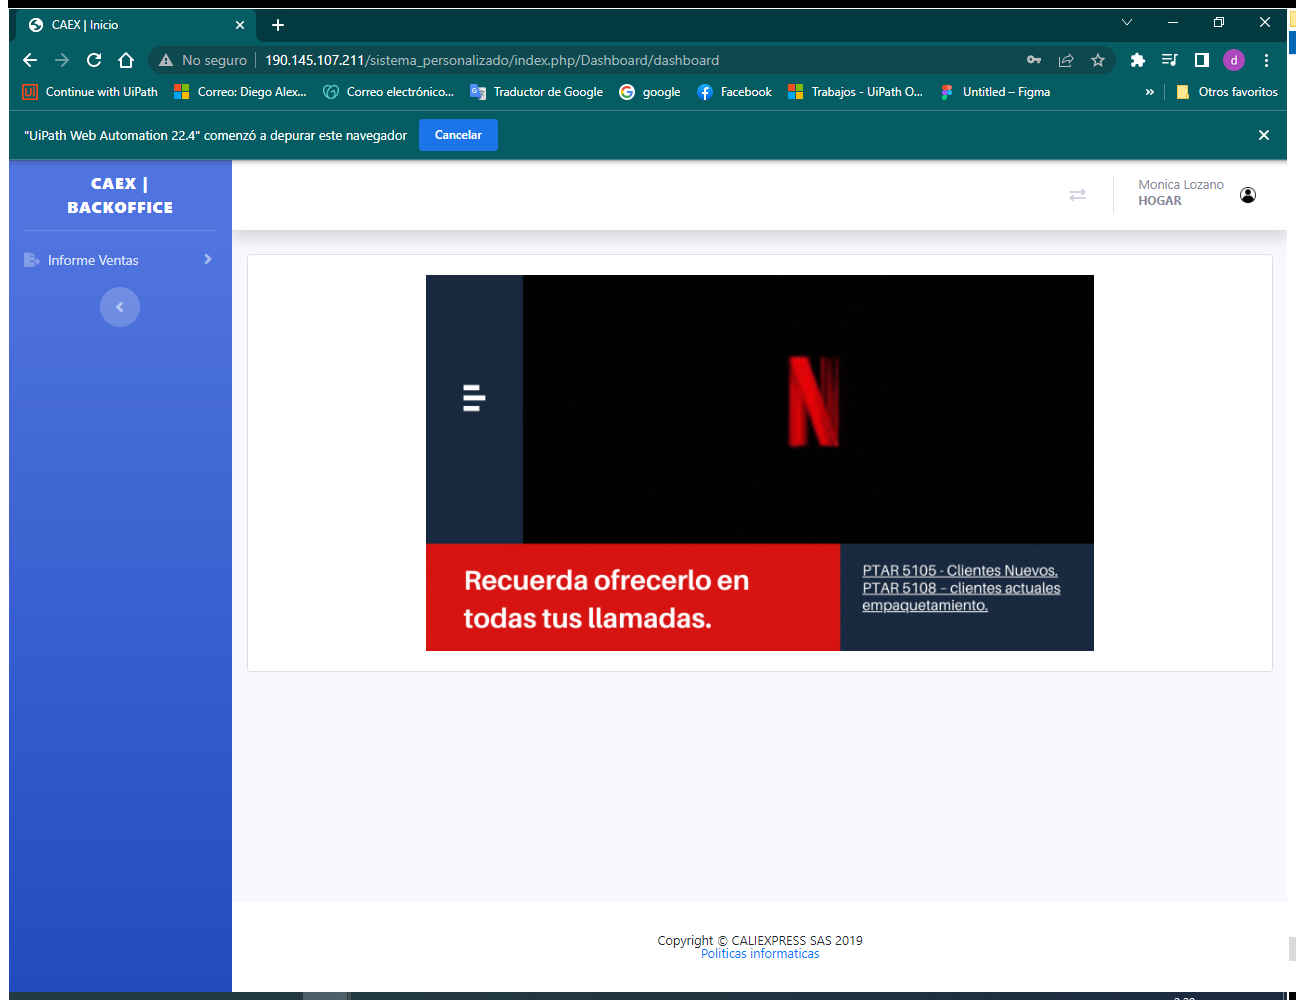 CAEX | Inicio
No seguro
190.145.107.211/sistema_personalizado/index.php/Dashboard/dashboard
d
Ui Continue with UiPath
Correo: Diego Alex...
Correo electrónico...
Traductor de Google
G google
f Facebook
Trabajos - UiPath O...
Untitled – Figma
»
Otros favoritos
"UiPath Web Automation 22.4" comenzó a depurar este navegador
Cancelar
CAEX |
BACKOFFICE
Informe Ventas
Monica Lozano
HOGAR
N
Recuerda ofrecerlo en
todas tus llamadas.
PTAR 5105 - Clientes Nuevos.
PTAR 5108 – clientes actuales
empaquetamiento.
Copyright © CALIEXPRESS SAS 2019
Politicas informaticas